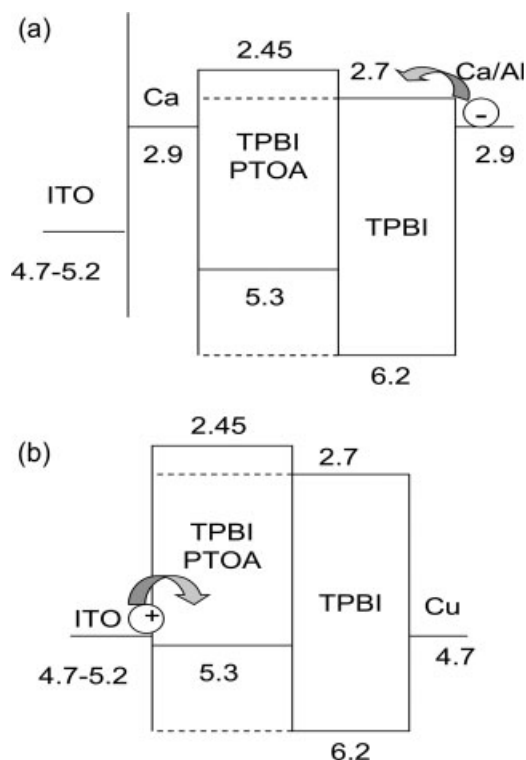 (a)
2.45
2.7
Ca/Al
Ca
-
2.9
TPBI
PTOA
2.9
ITO
TPBI
4.7-5.2
5.3
6.2
(b)
2.45
2.7
TPBI
PTOA
TPBI
ITO
+
Cu
4.7-5.2
5.3
4.7
6.2